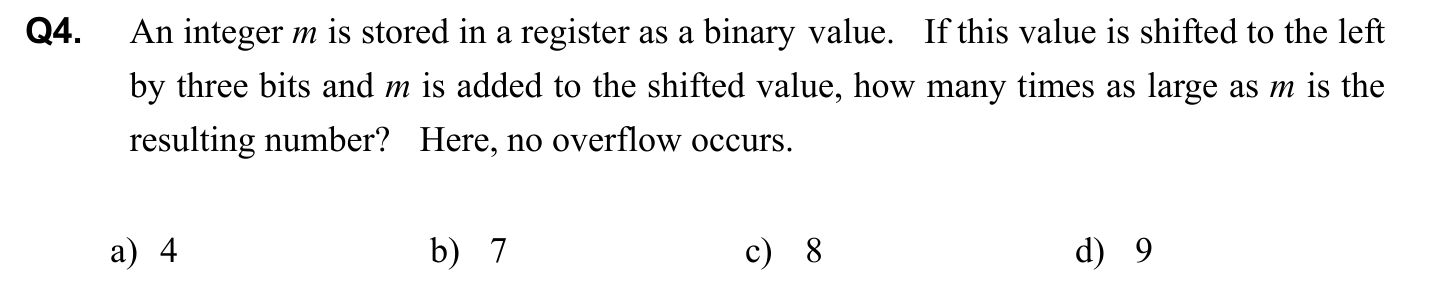 Q4. An integer m is stored in a register as a binary value. If this value is shifted to the left
by three bits and m is added to the shifted value, how many times as large as m is the
resulting number? Here, no overflow occurs.
a) 4 b) 7 c) 8 d) 9